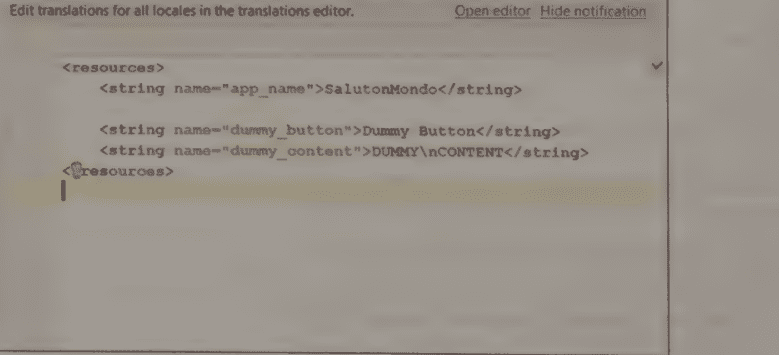 Edit translations for all locales in the translations editor. Open editor Hide notification
<resources>
<string name="app_name">SalutonMondo</string>
<string name="dummy_button">Dummy Button</string>
<string name="dummy_content">DUMMY\nCONTENT</string>
</resources>